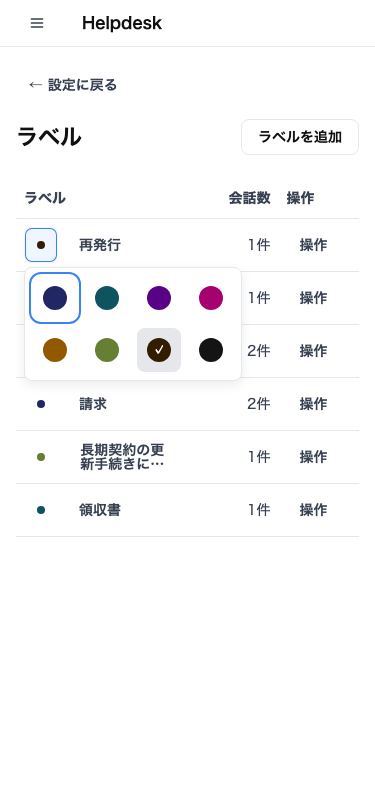 Helpdesk
← 設定に戻る
ラベル
ラベルを追加
ラベル 会話数 操作
再発行 1件 操作
1件 操作
2件 操作
請求 2件 操作
長期契約の更
新手続きに… 1件 操作
領収書 1件 操作